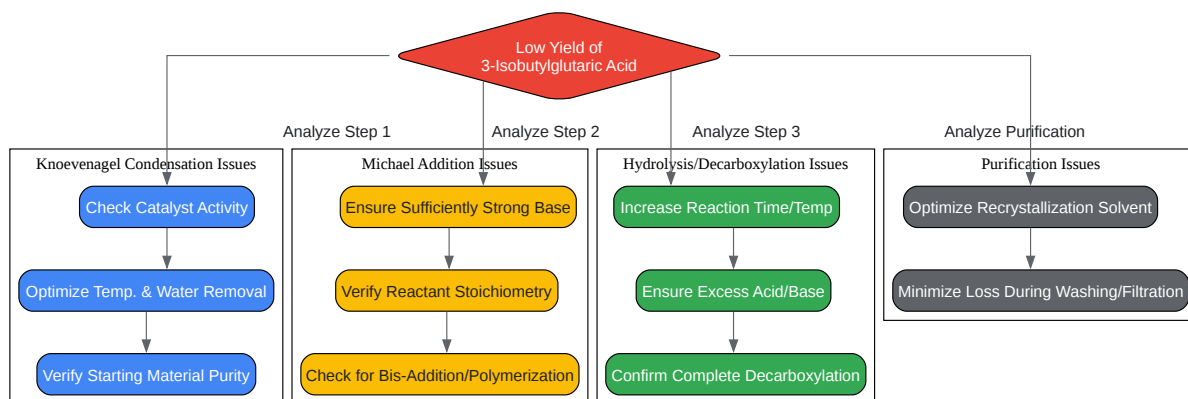 Low Yield of
3-Isobutylglutaric Acid
Analyze Step 1
Analyze Step 2
Analyze Step 3
Analyze Purification
Knoevenagel Condensation Issues
Check Catalyst Activity
Optimize Temp. & Water Removal
Verify Starting Material Purity
Michael Addition Issues
Ensure Sufficiently Strong Base
Verify Reactant Stoichiometry
Check for Bis-Addition/Polymerization
Hydrolysis/Decarboxylation Issues
Increase Reaction Time/Temp
Ensure Excess Acid/Base
Confirm Complete Decarboxylation
Purification Issues
Optimize Recrystallization Solvent
Minimize Loss During Washing/Filtration